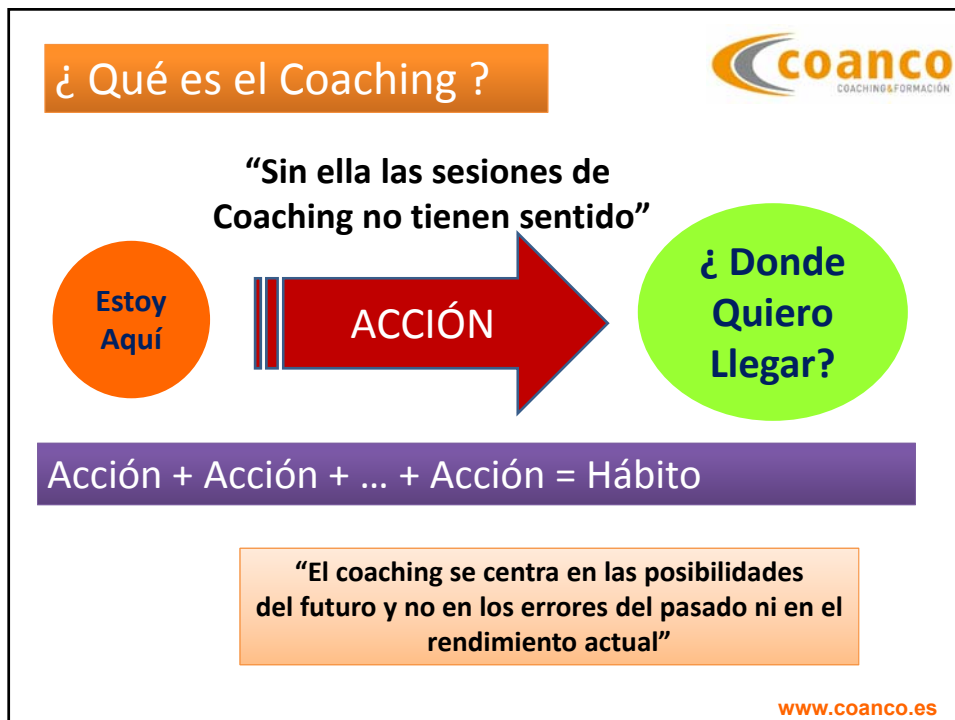 ¿ Qué es el Coaching ?
coanco
COACHING&FORMACIÓN
“Sin ella las sesiones de
Coaching no tienen sentido”
Estoy
Aquí
ACCIÓN
¿ Donde
Quiero
Llegar?
Acción + Acción + ... + Acción = Hábito
“El coaching se centra en las posibilidades
del futuro y no en los errores del pasado ni en el
rendimiento actual”
www.coanco.es